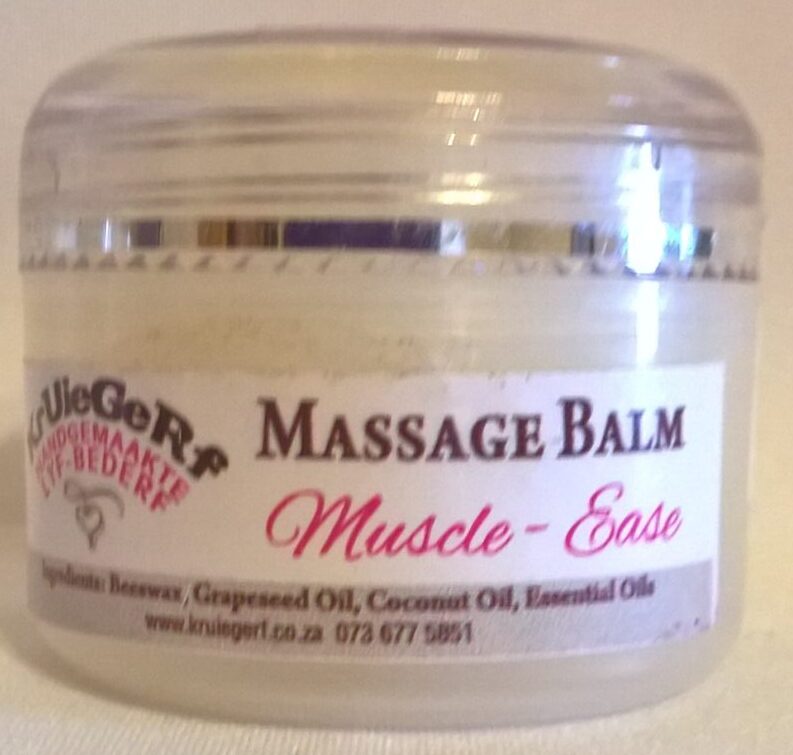 KrUieGeRf
HANDGEMAAKTE
LYF-BEDERF
MASSAGE BALM
Muscle - Ease
Ingredients: Beeswax, Grapeseed Oil, Coconut Oil, Essential Oils
www.kruiegerf.co.za 073 677 5851